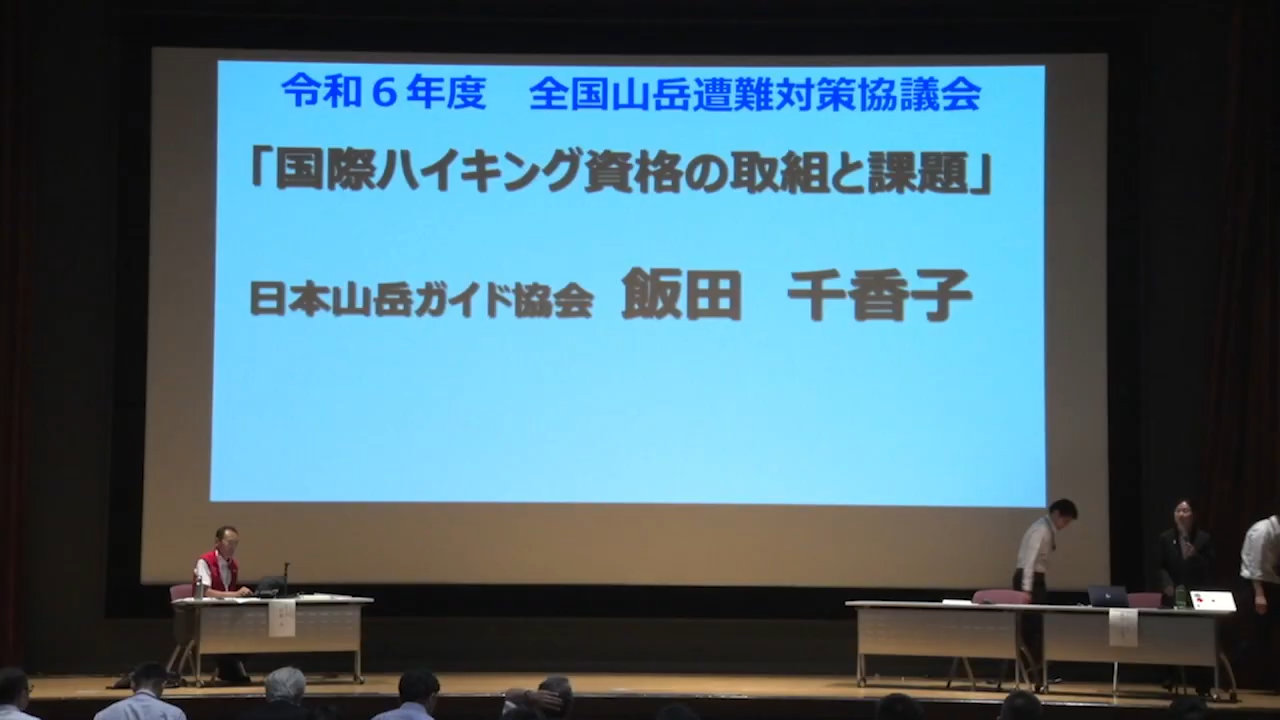 令和６年度　全国山岳遭難対策協議会
「国際ハイキング資格の取組と課題」
日本山岳ガイド協会　飯田　千香子